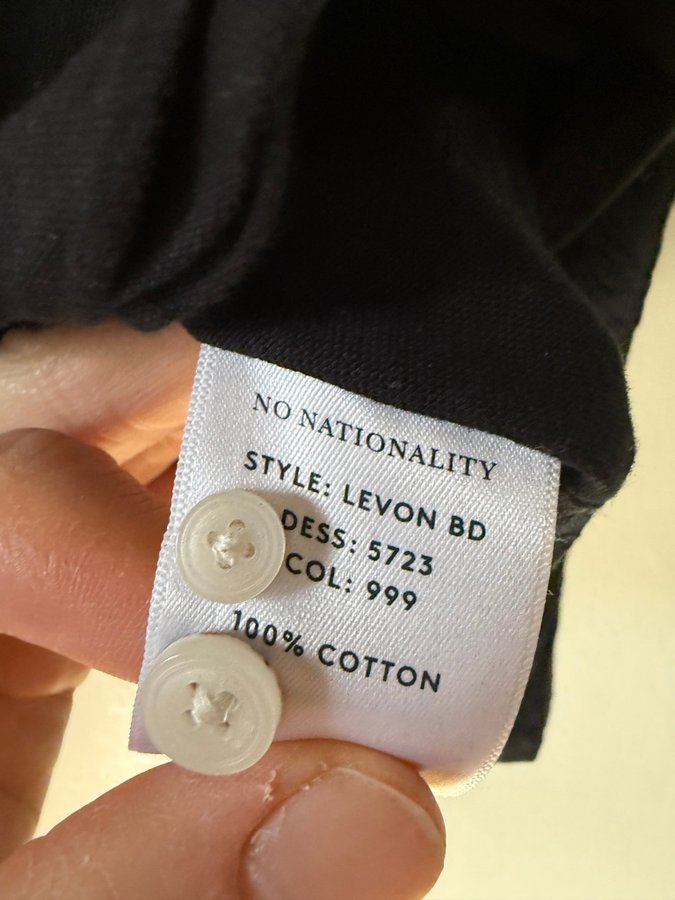 NO NATIONALITY
STYLE: LEVON BD
DESS: 5723
COL: 999
100% COTTON